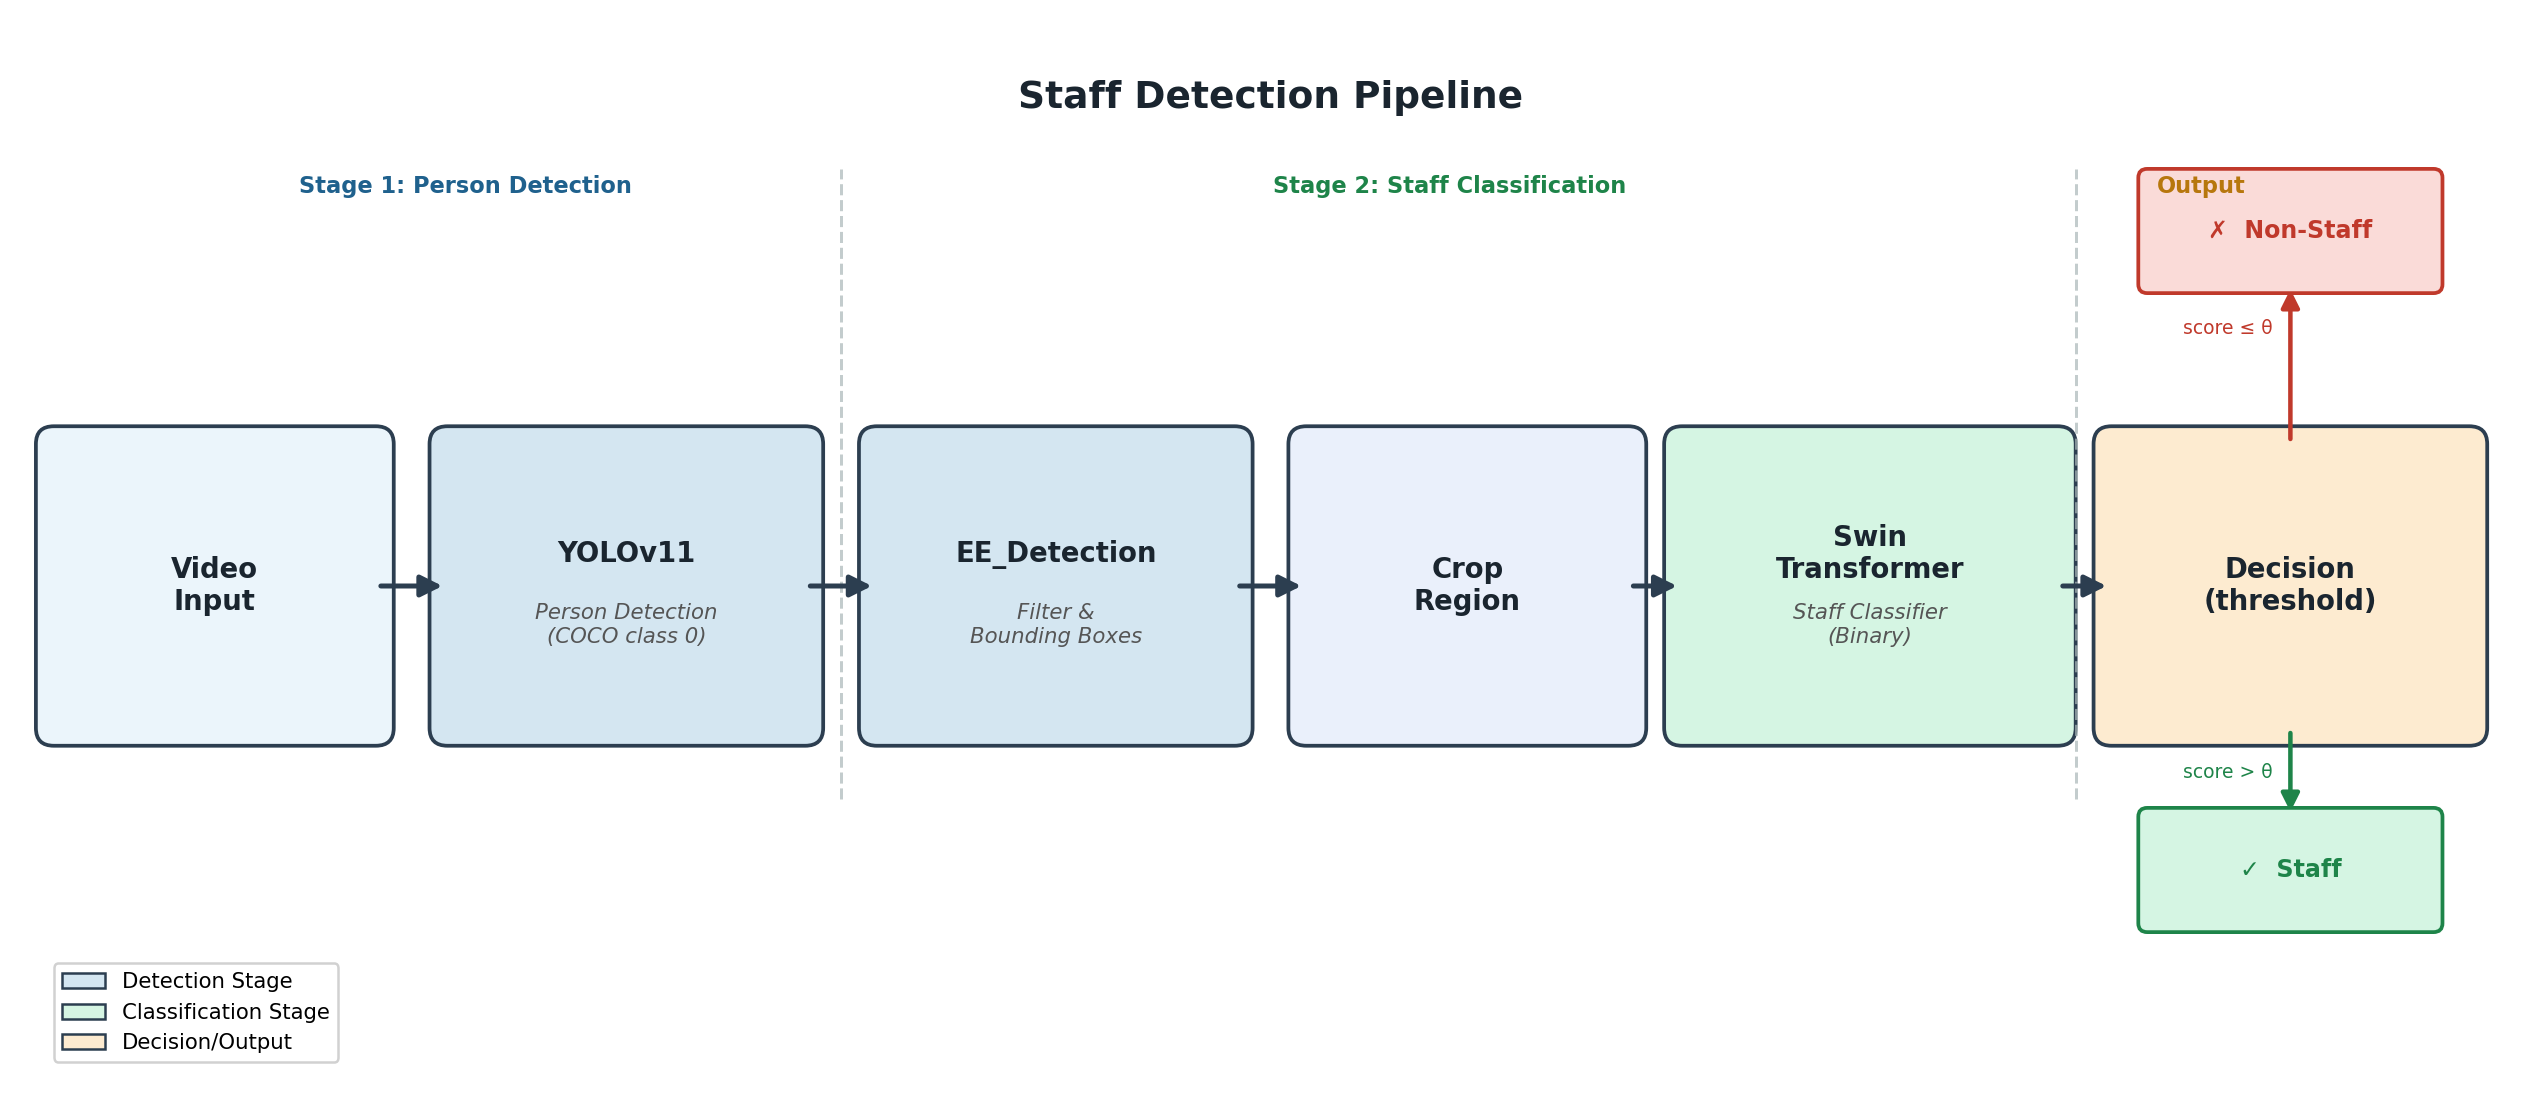 Staff Detection Pipeline
Stage 1: Person Detection
Stage 2: Staff Classification
Output
✗ Non-Staff
score ≤ θ
Video
Input
YOLOv11
Person Detection
(COCO class 0)
EE_Detection
Filter &
Bounding Boxes
Crop
Region
Swin
Transformer
Staff Classifier
(Binary)
Decision
(threshold)
score > θ
✓ Staff
Detection Stage
Classification Stage
Decision/Output